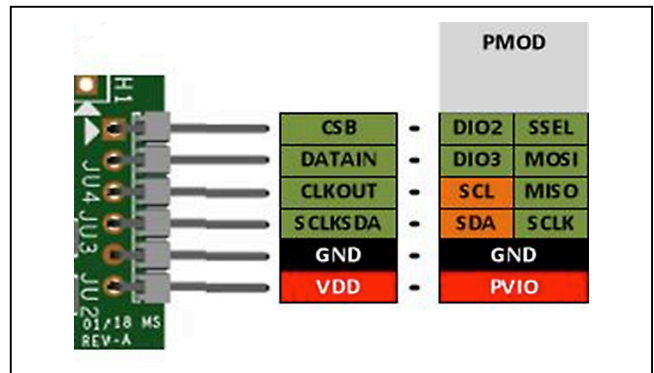 PMOD
H1
CSB - DIO2 SSEL
DATAIN - DIO3 MOSI
JU4
CLKOUT - SCL MISO
JU3
SCLKSDA - SDA SCLK
GND - GND
JU2
VDD - PVIO
01/18 MS
REV-A